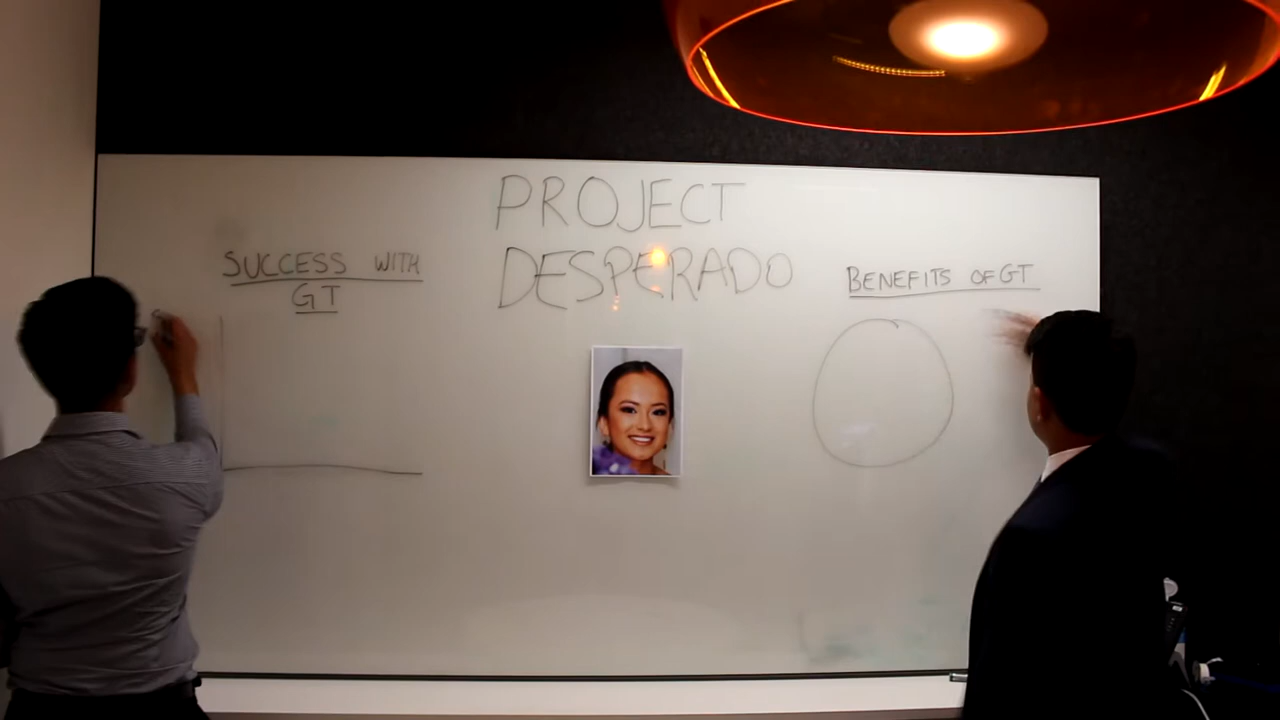 PROJECT
DESPERADO
SUCCESS WITH
GT
BENEFITS OF GT